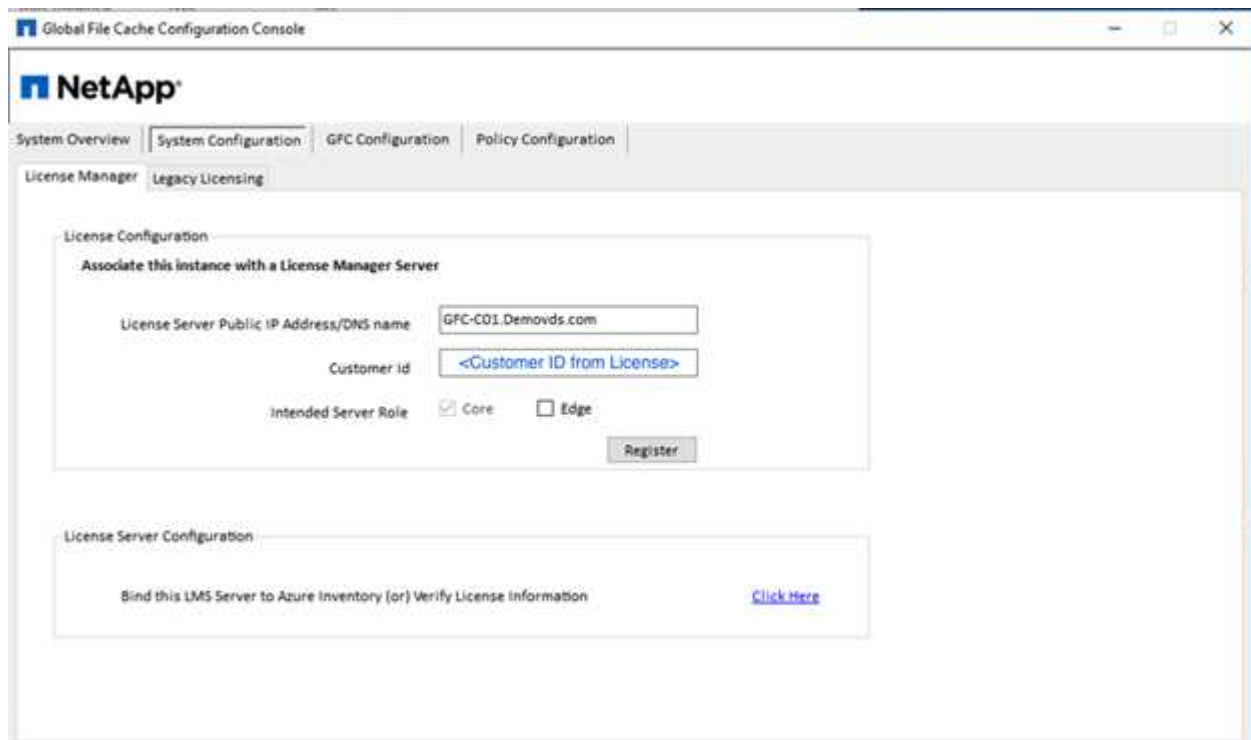 Global File Cache Configuration Console
NetApp
System Overview System Configuration GFC Configuration Policy Configuration
License Manager Legacy Licensing
License Configuration
Associate this instance with a License Manager Server
License Server Public IP Address/DNS name GFC-C01.Demovds.com
Customer Id <Customer ID from License>
Intended Server Role Core Edge
Register
License Server Configuration
Bind this LMS Server to Azure Inventory (or) Verify License Information Click Here